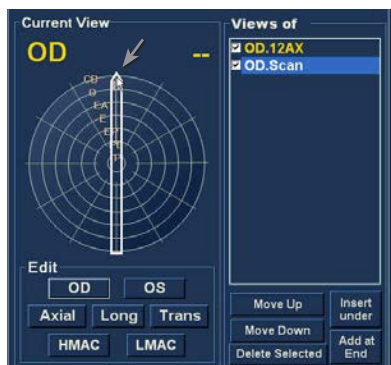 Current View
OD --
CB
O
EA
E
EP
P
Edit
OD OS
Axial Long Trans
HMAC LMAC
Views of
OD.12AX
OD.Scan
Move Up
Move Down
Delete Selected
Insert under
Add at End